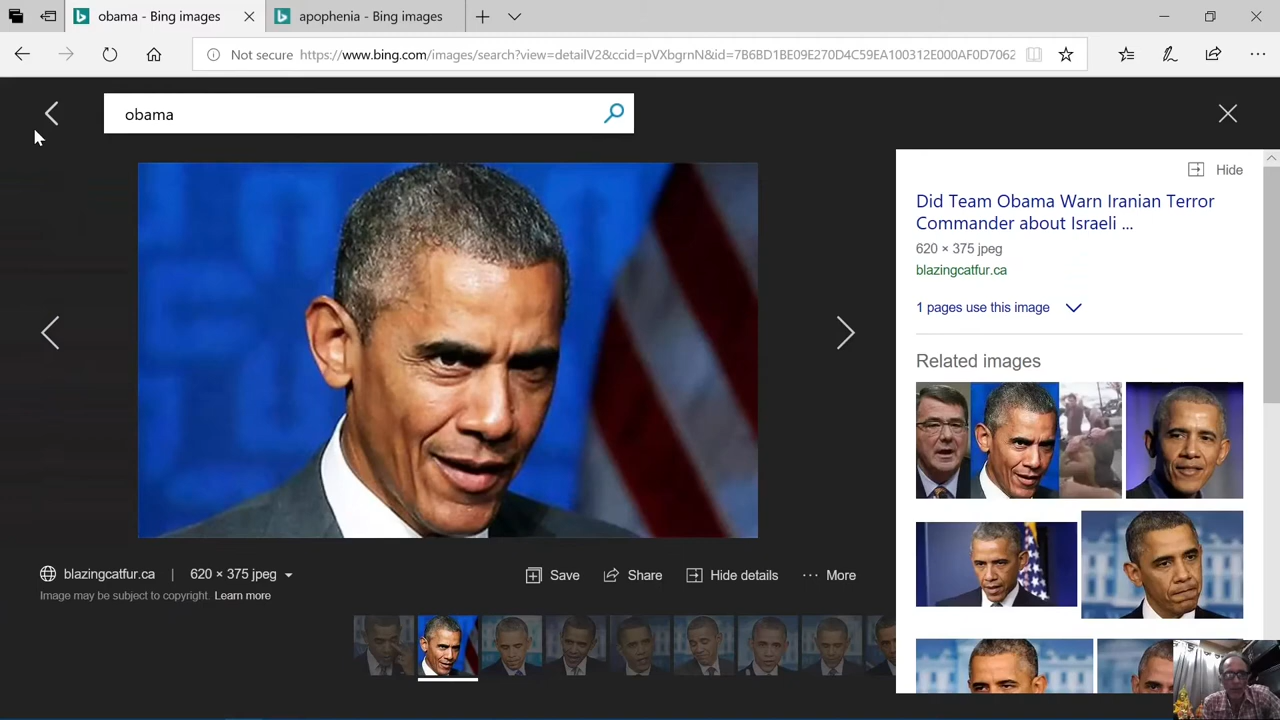 obama - Bing images
apophenia - Bing images
Not secure https://www.bing.com/images/search?view=detailV2&ccid=pVXbgrnN&id=7B6BD1BE09E270D4C59EA100312E000AF0D7062
obama
Hide
Did Team Obama Warn Iranian Terror
Commander about Israeli ...
620 × 375 jpeg
blazingcatfur.ca
1 pages use this image
Related images
blazingcatfur.ca | 620 × 375 jpeg
Save
Share
Hide details
··· More
Image may be subject to copyright. Learn more